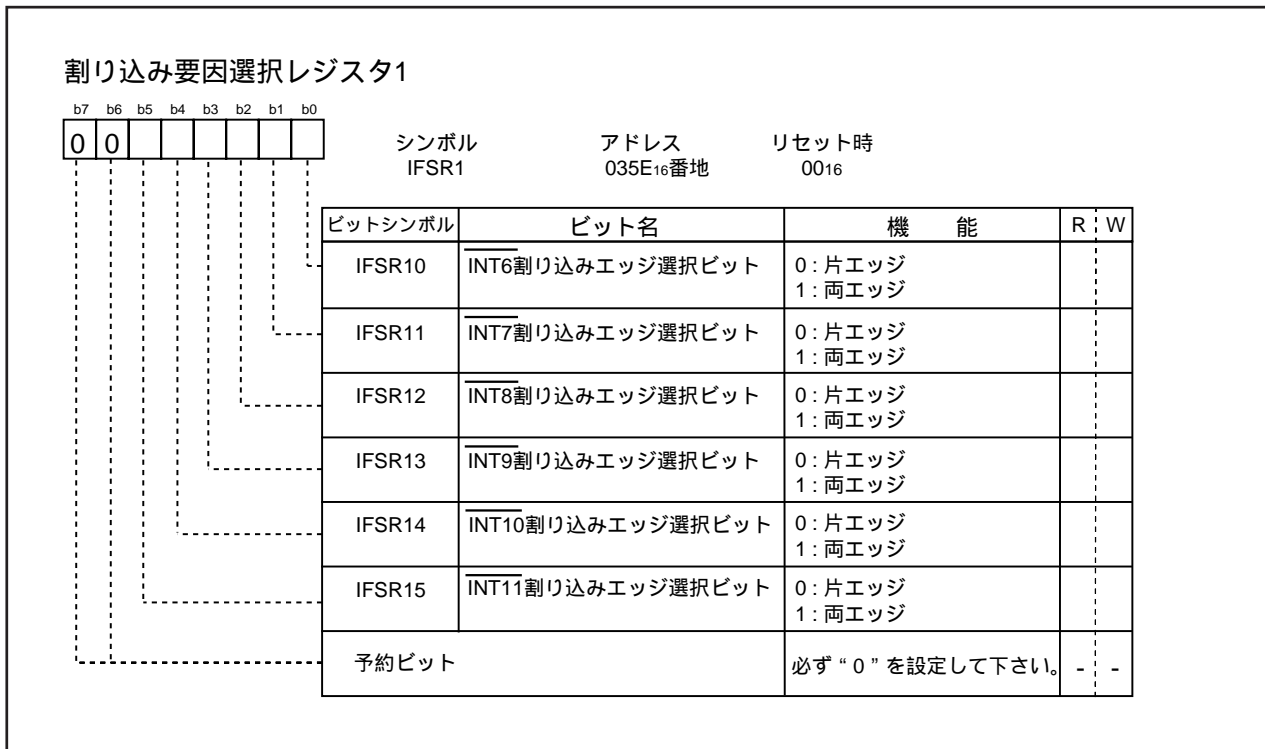 割り込み要因選択レジスタ1
b7 b6 b5 b4 b3 b2 b1 b0
0 0
シンボル アドレス リセット時
IFSR1 035E16番地 0016
ビットシンボル ビット名 機 能 R W
IFSR10 INT6割り込みエッジ選択ビット 0 : 片エッジ
1 : 両エッジ
IFSR11 INT7割り込みエッジ選択ビット 0 : 片エッジ
1 : 両エッジ
IFSR12 INT8割り込みエッジ選択ビット 0 : 片エッジ
1 : 両エッジ
IFSR13 INT9割り込みエッジ選択ビット 0 : 片エッジ
1 : 両エッジ
IFSR14 INT10割り込みエッジ選択ビット 0 : 片エッジ
1 : 両エッジ
IFSR15 INT11割り込みエッジ選択ビット 0 : 片エッジ
1 : 両エッジ
予約ビット 必ず“0”を設定して下さい。 - -